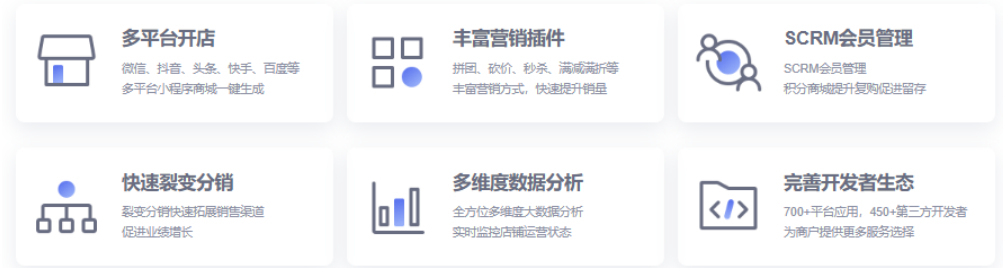 多平台开店
微信、抖音、头条、快手、百度等
多平台小程序商城一键生成
丰富营销插件
拼团、砍价、秒杀、满减满折等
丰富营销方式，快速提升销量
SCRM会员管理
SCRM会员管理
积分商城提升复购促进留存
快速裂变分销
裂变分销快速拓展销售渠道
促进业绩增长
多维度数据分析
全方位多维度大数据分析
实时监控店铺运营状态
完善开发者生态
700+平台应用，450+第三方开发者
为商户提供更多服务选择